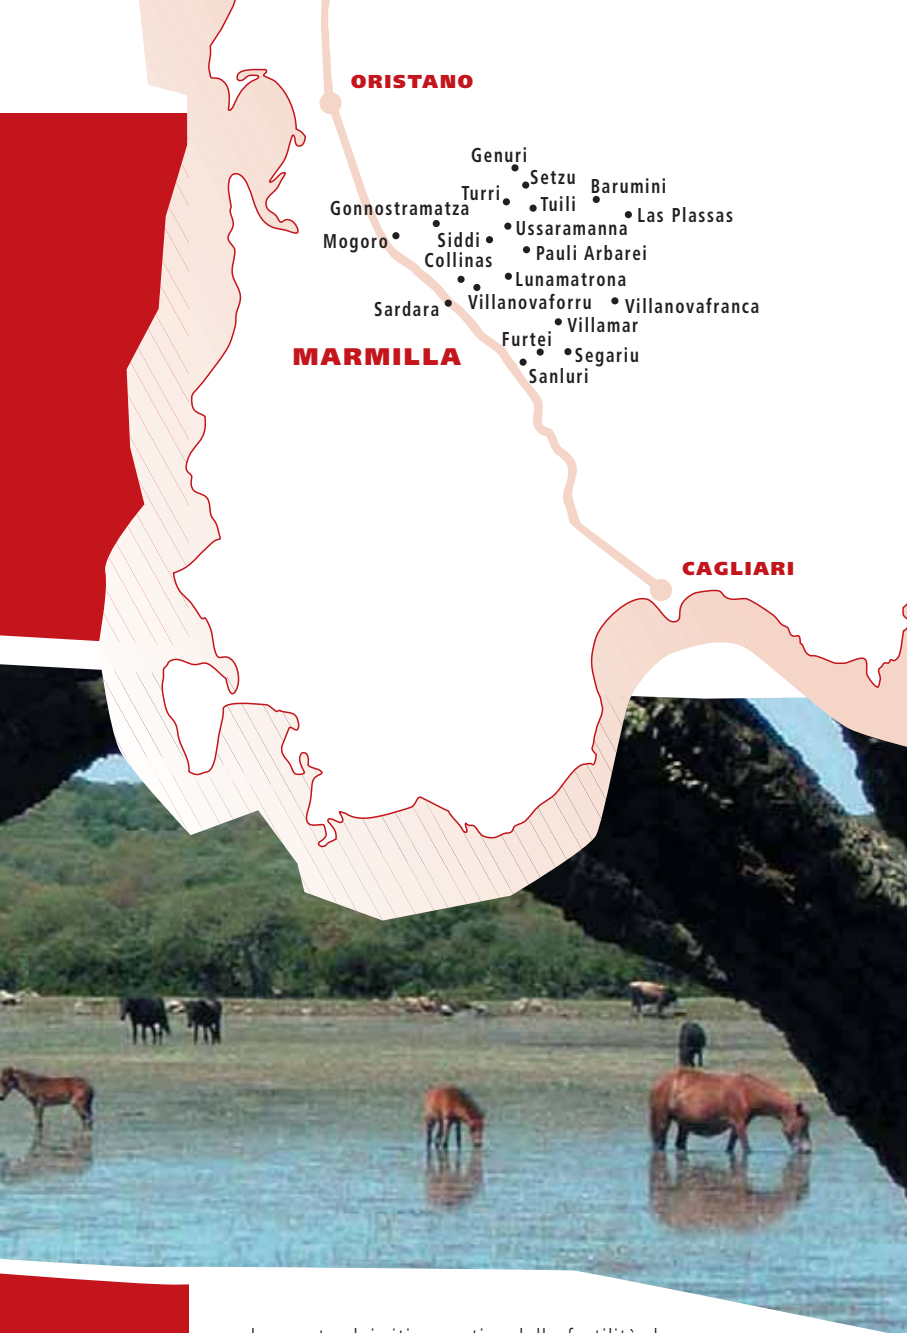 ORISTANO
Genuri
Setzu
Barumini
Turri
Tuili
Gonnostramatza
Las Plassas
Ussaramanna
Mogoro
Siddi
Pauli Arbarei
Collinas
Lunamatrona
Villanovaforru
Villanovafranca
Sardara
Villamar
Furtei
MARMILLA
Segariu
Sanluri
CAGLIARI